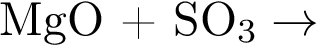 MgO + SO₃ →